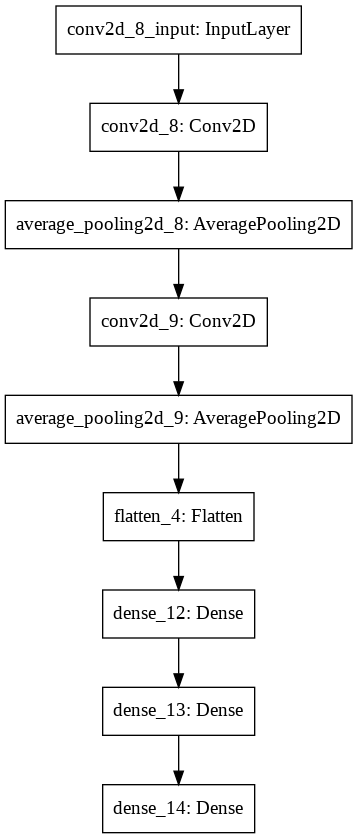 conv2d_8_input: InputLayer
conv2d_8: Conv2D
average_pooling2d_8: AveragePooling2D
conv2d_9: Conv2D
average_pooling2d_9: AveragePooling2D
flatten_4: Flatten
dense_12: Dense
dense_13: Dense
dense_14: Dense